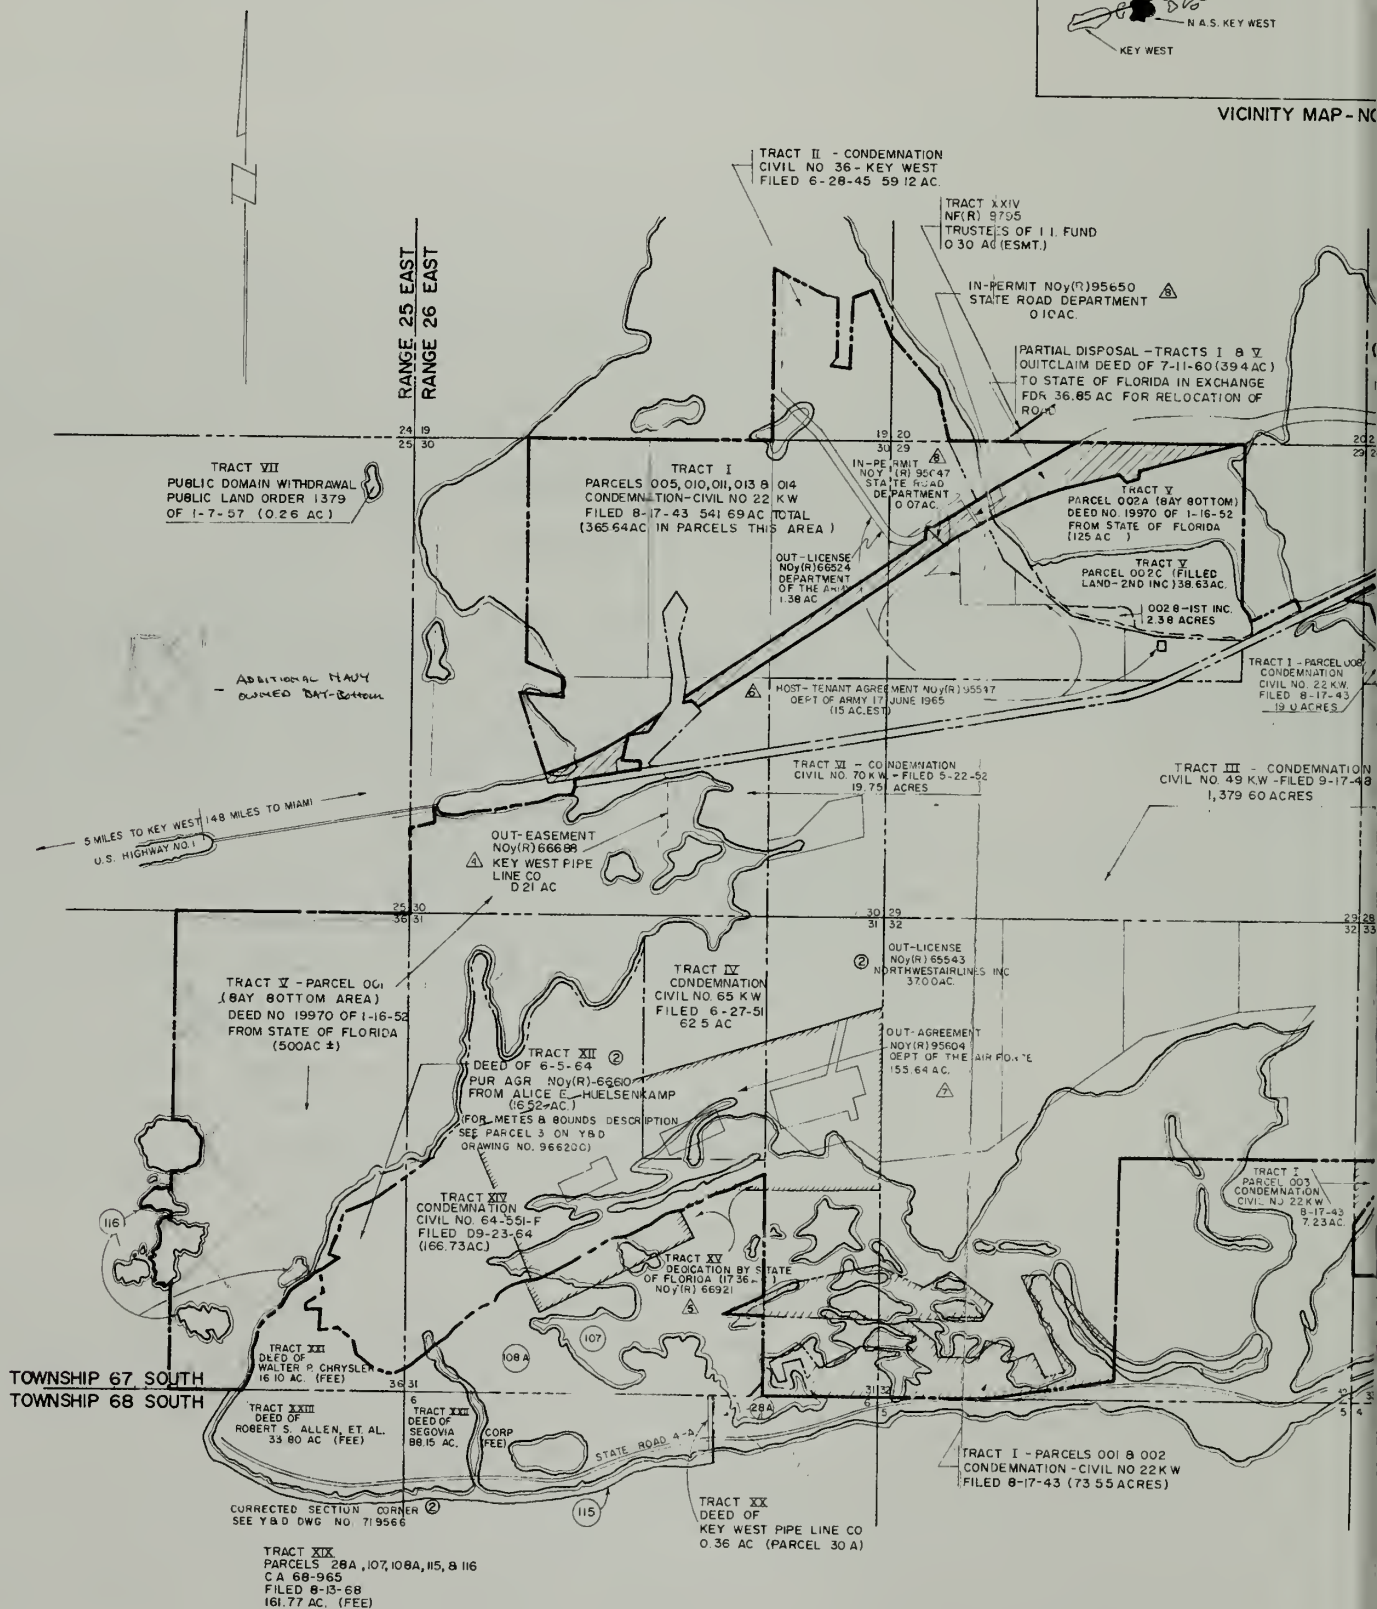 N A.S. KEY WEST
KEY WEST
VICINITY MAP-
TRACT II - CONDEMNATION
CIVIL NO 36 - KEY WEST
FILED 6-28-45 59 12 AC.
TRACT XXIV
NF(R) 9795
TRUSTEES OF I I. FUND
0 30 AC (ESMT.)
IN-PERMIT NOy(R)95650
STATE ROAD DEPARTMENT
0 10 AC.
8
PARTIAL DISPOSAL - TRACTS I & V
QUITCLAIM DEED OF 7-11-60 (394 AC)
TO STATE OF FLORIDA IN EXCHANGE
FOR 36.85 AC FOR RELOCATION OF
ROAD
RANGE 25 EAST
RANGE 26 EAST
24 19
25 30
19 20
30 29
TRACT VII
PUBLIC DOMAIN WITHDRAWAL
PUBLIC LAND ORDER 1379
OF 1-7-57 (0.26 AC)
TRACT I
PARCELS 005, 010, 011, 013 & 014
CONDEMNATION-CIVIL NO 22 KW
FILED 8-17-43 541 69 AC TOTAL
(365.64 AC IN PARCELS THIS AREA)
IN-PERMIT
NOY (R) 95647
STATE ROAD
DEPARTMENT
0 07 AC.
8
TRACT V
PARCEL 002A (BAY BOTTOM)
DEED NO. 19970 OF 1-16-52
FROM STATE OF FLORIDA
(125 AC )
OUT-LICENSE
NOy(R)66524
DEPARTMENT
OF THE ARMY
1.38 AC
TRACT V
PARCEL 002C (FILLED
LAND-2ND INC) 38.63 AC.
002B-1ST INC.
2.38 ACRES
ADDITIONAL NAVY
OWNED BAY-BOTTOM
TRACT I - PARCEL 008
CONDEMNATION
CIVIL NO. 22 K.W.
FILED 8-17-43
19 0 ACRES
6
HOST-TENANT AGREEMENT NOy(R)95547
DEPT OF ARMY 17 JUNE 1965
(15 AC. EST)
TRACT VI - CONDEMNATION
CIVIL NO. 70 K.W. - FILED 5-22-52
19.75 ACRES
TRACT III - CONDEMNATION
CIVIL NO. 49 K.W - FILED 9-17-48
1,379 60 ACRES
5 MILES TO KEY WEST 148 MILES TO MIAMI
U.S. HIGHWAY NO. 1
OUT-EASEMENT
NOy(R)66688
4
KEY WEST PIPE
LINE CO
0 21 AC
25 30
36 31
30 29
31 32
29 28
32 33
TRACT V - PARCEL 001
(BAY BOTTOM AREA)
DEED NO 19970 OF 1-16-52
FROM STATE OF FLORIDA
(500AC ±)
TRACT IV
CONDEMNATION
CIVIL NO. 65 KW
FILED 6-27-51
62 5 AC
2
OUT-LICENSE
NOy(R)65543
NORTHWEST AIRLINES INC
37.00 AC.
OUT-AGREEMENT
NOY(R)95604
DEPT OF THE AIR FORCE
155.64 AC.
7
TRACT XII
2
DEED OF 6-5-64
PUR AGR NOy(R)-66610
FROM ALICE C. HUELSENKAMP
(16.52 AC.)
(FOR METES & BOUNDS DESCRIPTION
SEE PARCEL 3 ON Y&D
DRAWING NO. 966200)
TRACT XIV
CONDEMNATION
CIVIL NO. 64-551-F
FILED 09-23-64
(166.73AC)
TRACT XV
DEDICATION BY STATE
OF FLORIDA (17 36 )
NOy(R) 66921
5
TRACT I
PARCEL 003
CONDEMNATION
CIVIL NO 22 KW
8-17-43
7.23 AC.
116
107
108A
TRACT XXI
DEED OF
WALTER P. CHRYSLER
16 10 AC. (FEE)
TOWNSHIP 67 SOUTH
TOWNSHIP 68 SOUTH
36 31
6
31 32
6 5
5 4
TRACT XXIII
DEED OF
ROBERT S. ALLEN, ET. AL.
33 80 AC (FEE)
TRACT XXII
DEED OF
SEGOVIA CORP
88.15 AC. (FEE)
28A
STATE ROAD 4-A
TRACT I - PARCELS 001 & 002
CONDEMNATION - CIVIL NO 22 KW
FILED 8-17-43 (73 55 ACRES)
CORRECTED SECTION CORNER 2
SEE Y&D DWG NO. 719566
115
TRACT XX
DEED OF
KEY WEST PIPE LINE CO
0.36 AC (PARCEL 30 A)
TRACT XIX
PARCELS 28A, 107, 108A, 115, & 116
CA 68-965
FILED 8-13-68
161.77 AC. (FEE)